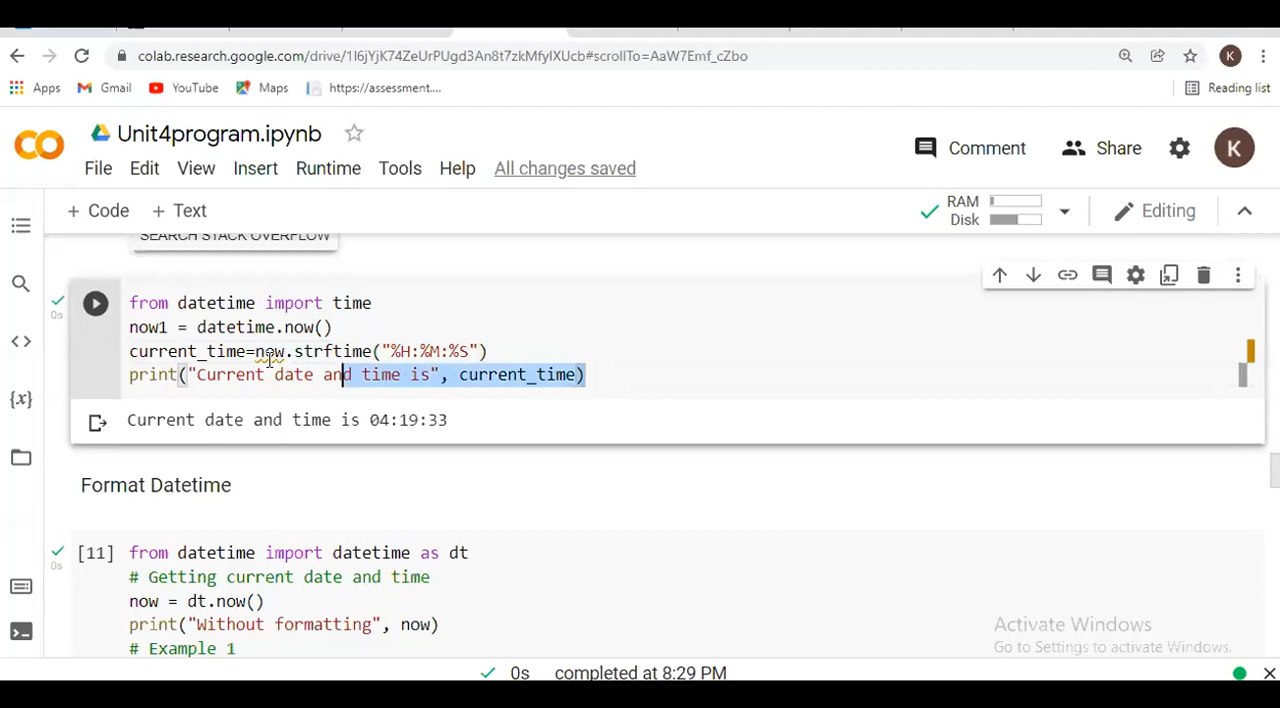 colab.research.google.com/drive/1I6jYjK74ZeUrPUgd3An8t7zkMfyIXUcb#scrollTo=AaW7Emf_cZbo
K
Apps Gmail YouTube Maps https://assessment.... Reading list
Unit4program.ipynb
Comment Share K
File Edit View Insert Runtime Tools Help All changes saved
+ Code + Text RAM Disk Editing
SEARCH STACK OVERFLOW
0s
from datetime import time
now1 = datetime.now()
current_time=now.strftime("%H:%M:%S")
print("Current date and time is", current_time)
Current date and time is 04:19:33
Format Datetime
[11] from datetime import datetime as dt
0s
# Getting current date and time
now = dt.now()
print("Without formatting", now)
# Example 1
Activate Windows
Go to Settings to activate Windows.
0s completed at 8:29 PM